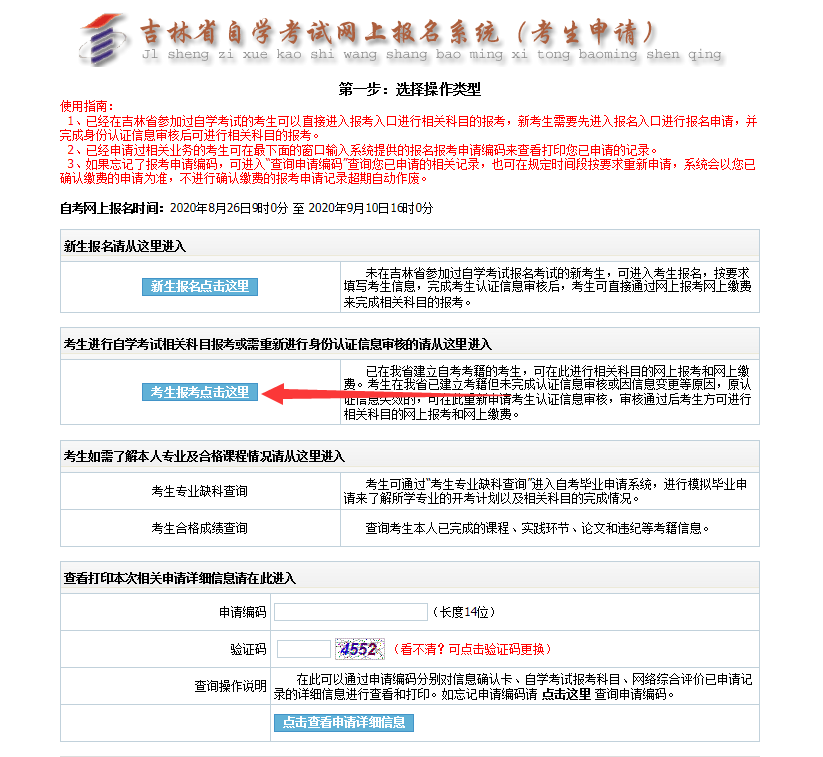 吉林省自学考试网上报名系统（考生申请）
Jl sheng zi xue kao shi wang shang bao ming xi tong baoming shen qing
第一步：选择操作类型
使用指南：
1、已经在吉林省参加过自学考试的考生可以直接进入报考入口进行相关科目的报考，新考生需要先进入报名入口进行报名申请，并
完成身份认证信息审核后可进行相关科目的报考。
2、已经申请过相关业务的考生可在最下面的窗口输入系统提供的报名报考申请编码来查看打印您已申请的记录。
3、如果忘记了报考申请编码，可进入"查询申请编码"查询您已申请的相关记录，也可在规定时间段按要求重新申请，系统会以您已
确认缴费的申请为准，不进行确认缴费的报考申请记录超期自动作废。
自考网上报名时间：2020年8月26日9时0分 至 2020年9月10日16时0分
新生报名请从这里进入
新生报名点击这里
未在吉林省参加过自学考试报名考试的新考生，可进入考生报名，按要求
填写考生信息，完成考生认证信息审核后，考生可直接通过网上报考网上缴费
来完成相关科目的报考。
考生进行自学考试相关科目报考或需重新进行身份认证信息审核的请从这里进入
考生报考点击这里
已在我省建立自考考籍的考生，可在此进行相关科目的网上报考和网上缴
费。考生在我省已建立考籍但未完成认证信息审核或因信息变更等原因，原认
证信息失效的，可在此重新申请考生认证信息审核，审核通过后考生方可进行
相关科目的网上报考和网上缴费。
考生如需了解本人专业及合格课程情况请从这里进入
考生专业缺科查询
考生可通过"考生专业缺科查询"进入自考毕业申请系统，进行模拟毕业申
请来了解所学专业的开考计划以及相关科目的完成情况。
考生合格成绩查询
查询考生本人已完成的课程、实践环节、论文和违纪等考籍信息。
查看打印本次相关申请详细信息请在此进入
申请编码
（长度14位）
验证码
4552
（看不清？可点击验证码更换）
查询操作说明
在此可以通过申请编码分别对信息确认卡、自学考试报考科目、网络综合评价已申请记
录的详细信息进行查看和打印。如忘记申请编码请 点击这里 查询申请编码。
点击查看申请详细信息